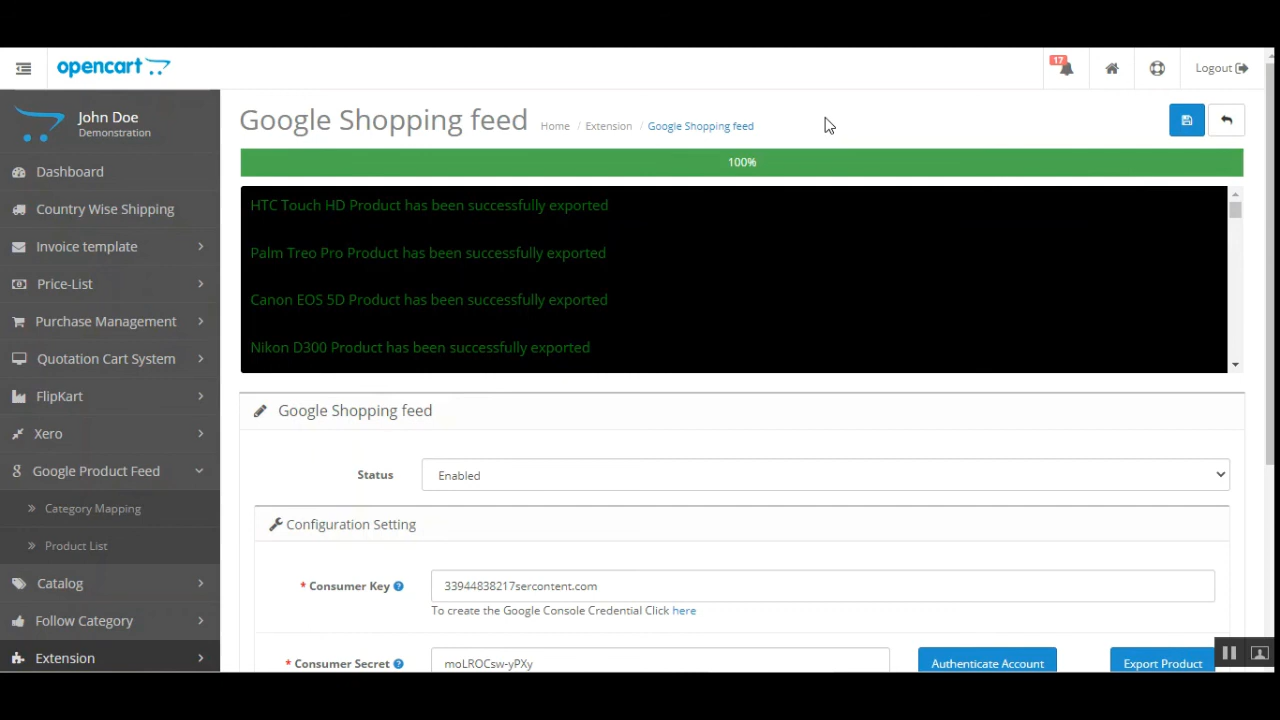 opencart
17
Logout
John Doe
Demonstration
Dashboard
Country Wise Shipping
Invoice template
Price-List
Purchase Management
Quotation Cart System
FlipKart
Xero
Google Product Feed
Category Mapping
Product List
Catalog
Follow Category
Extension
Google Shopping feed
Home / Extension / Google Shopping feed
100%
HTC Touch HD Product has been successfully exported
Palm Treo Pro Product has been successfully exported
Canon EOS 5D Product has been successfully exported
Nikon D300 Product has been successfully exported
Google Shopping feed
Status Enabled
Configuration Setting
* Consumer Key 33944838217sercontent.com
To create the Google Console Credential Click here
* Consumer Secret moLROCsw-yPXy Authenticate Account Export Product